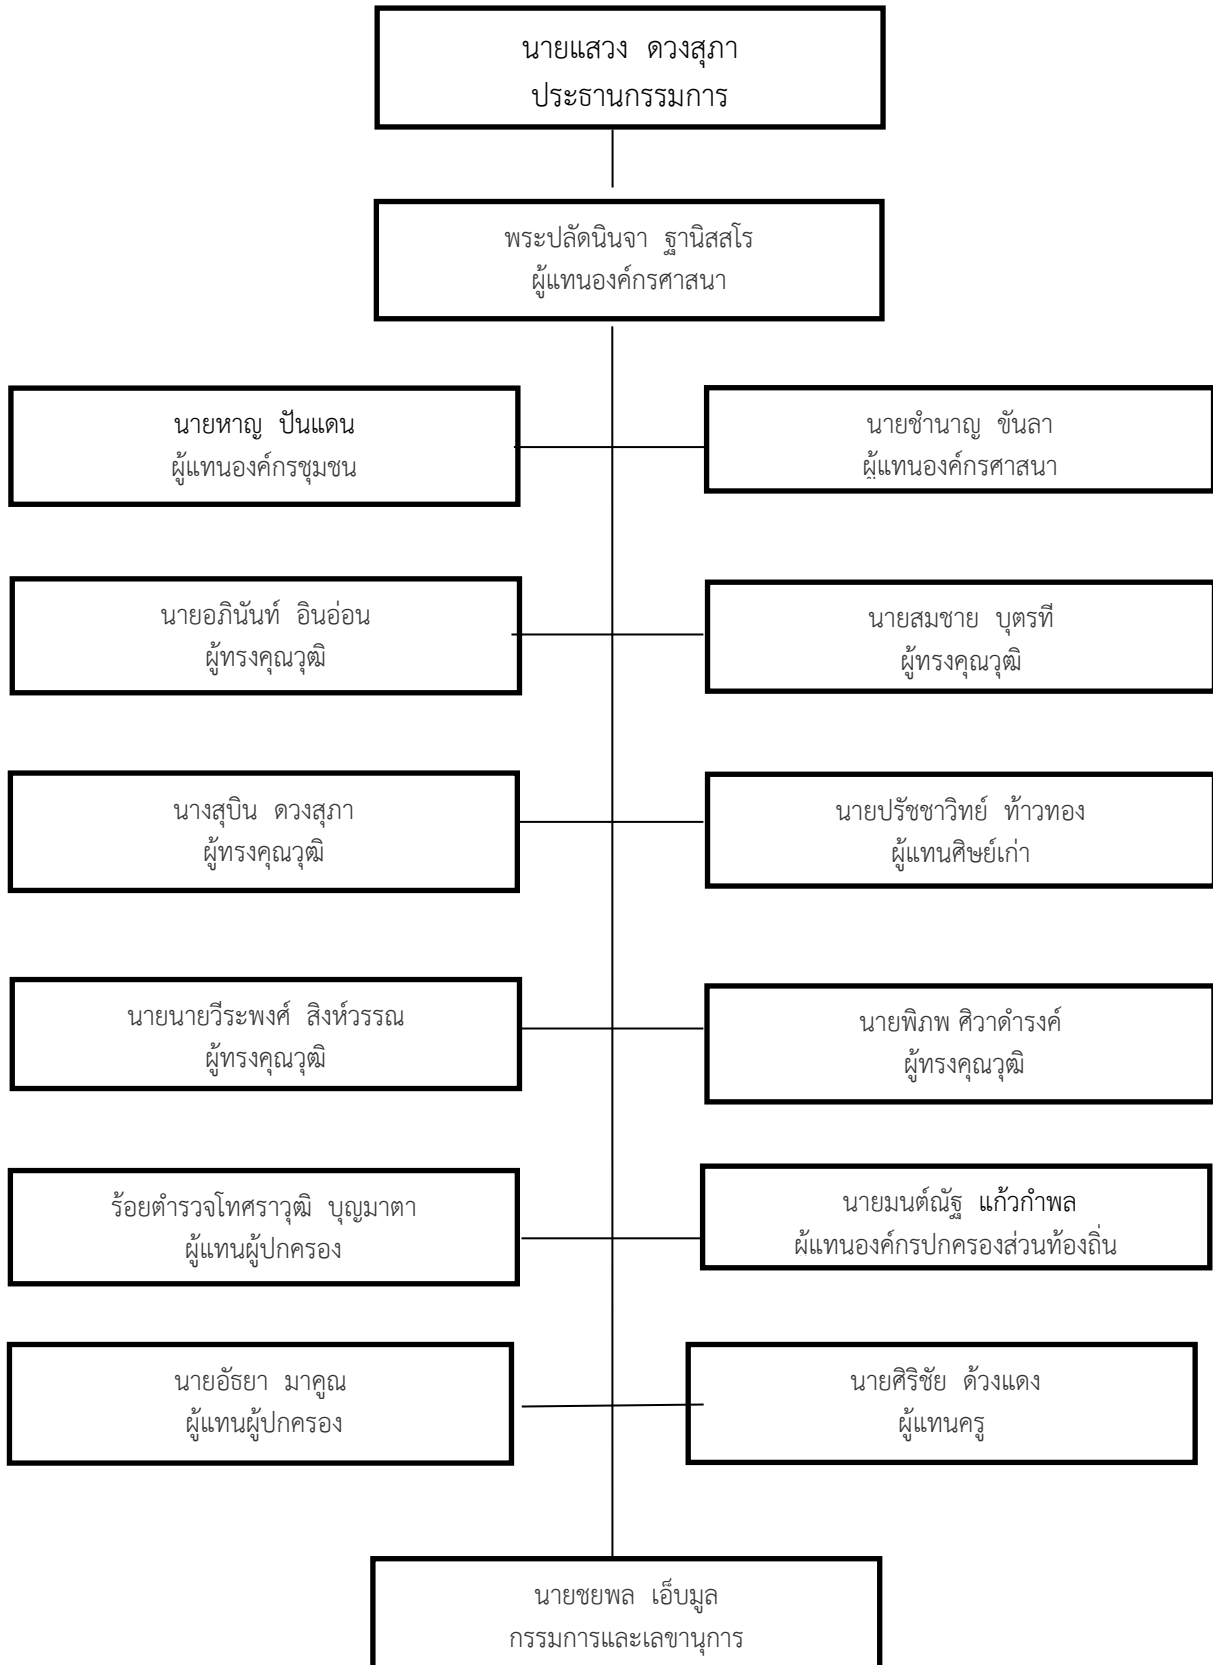 นายแสวง ดวงสุภา
ประธานกรรมการ
พระปลัดนินจา ฐานิสสโร
ผู้แทนองค์กรศาสนา
นายหาญ ปันแดน
ผู้แทนองค์กรชุมชน
นายชำนาญ ขันลา
ผู้แทนองค์กรศาสนา
นายอภินันท์ อินอ่อน
ผู้ทรงคุณวุฒิ
นายสมชาย บุตรที
ผู้ทรงคุณวุฒิ
นางสุบิน ดวงสุภา
ผู้ทรงคุณวุฒิ
นายปรัชชาวิทย์ ท้าวทอง
ผู้แทนศิษย์เก่า
นายนายวีระพงศ์ สิงห์วรรณ
ผู้ทรงคุณวุฒิ
นายพิภพ ศิวาดำรงค์
ผู้ทรงคุณวุฒิ
ร้อยตำรวจโทศราวุฒิ บุญมาตา
ผู้แทนผู้ปกครอง
นายมนต์ณัฐ แก้วกำพล
ผ้แทนองค์กรปกครองส่วนท้องถิ่น
นายอัธยา มาคูณ
ผู้แทนผู้ปกครอง
นายศิริชัย ด้วงแดง
ผู้แทนครู
นายชยพล เอ็บมูล
กรรมการและเลขานุการ